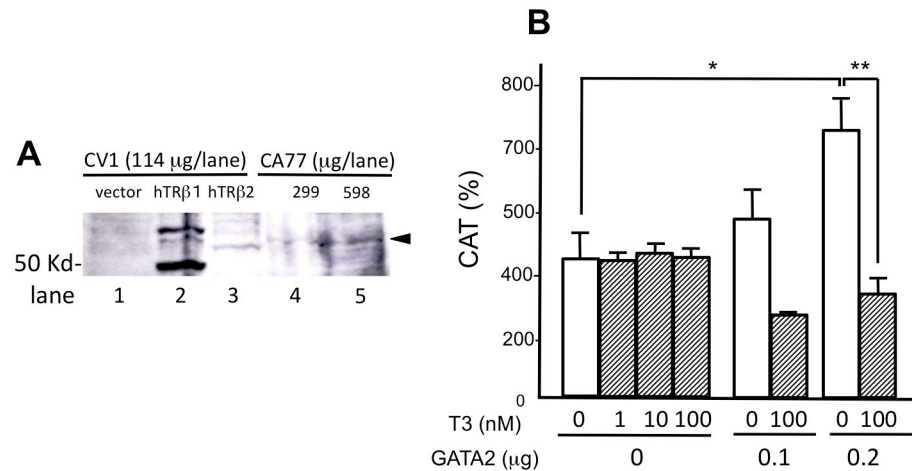 A
CV1 (114 μg/lane) CA77 (μg/lane)
vector hTRβ1 hTRβ2 299 598
50 Kd-
lane 1 2 3 4 5
B
* **
CAT (%)
800
700
500
400
200
0
T3 (nM) 0 1 10 100 0 100 0 100
GATA2 (μg) 0 0.1 0.2